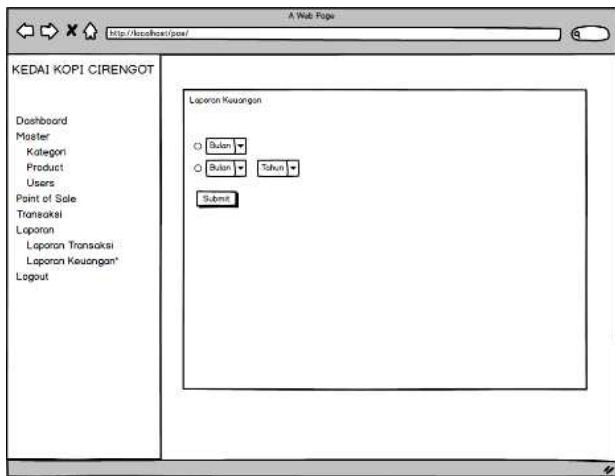 A Web Page
http://localhost/pos/
KEDAI KOPI CIRENGOT
Dashboard
Master
Kategori
Product
Users
Point of Sale
Transaksi
Laporan
Laporan Transaksi
Laporan Keuangan*
Logout
Laporan Keuangan
Bulan
Bulan Tahun
Submit